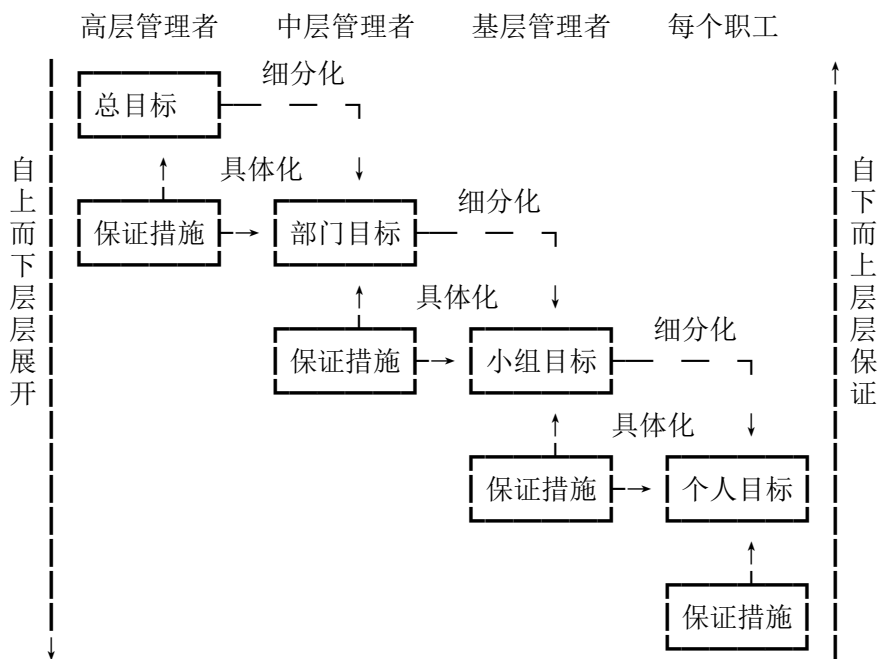 高层管理者 中层管理者 基层管理者 每个职工
细分化
总目标
具体化
细分化
保证措施 部门目标
具体化
细分化
保证措施 小组目标
具体化
保证措施 个人目标
保证措施
自上而下层层展开
自下而上层层保证